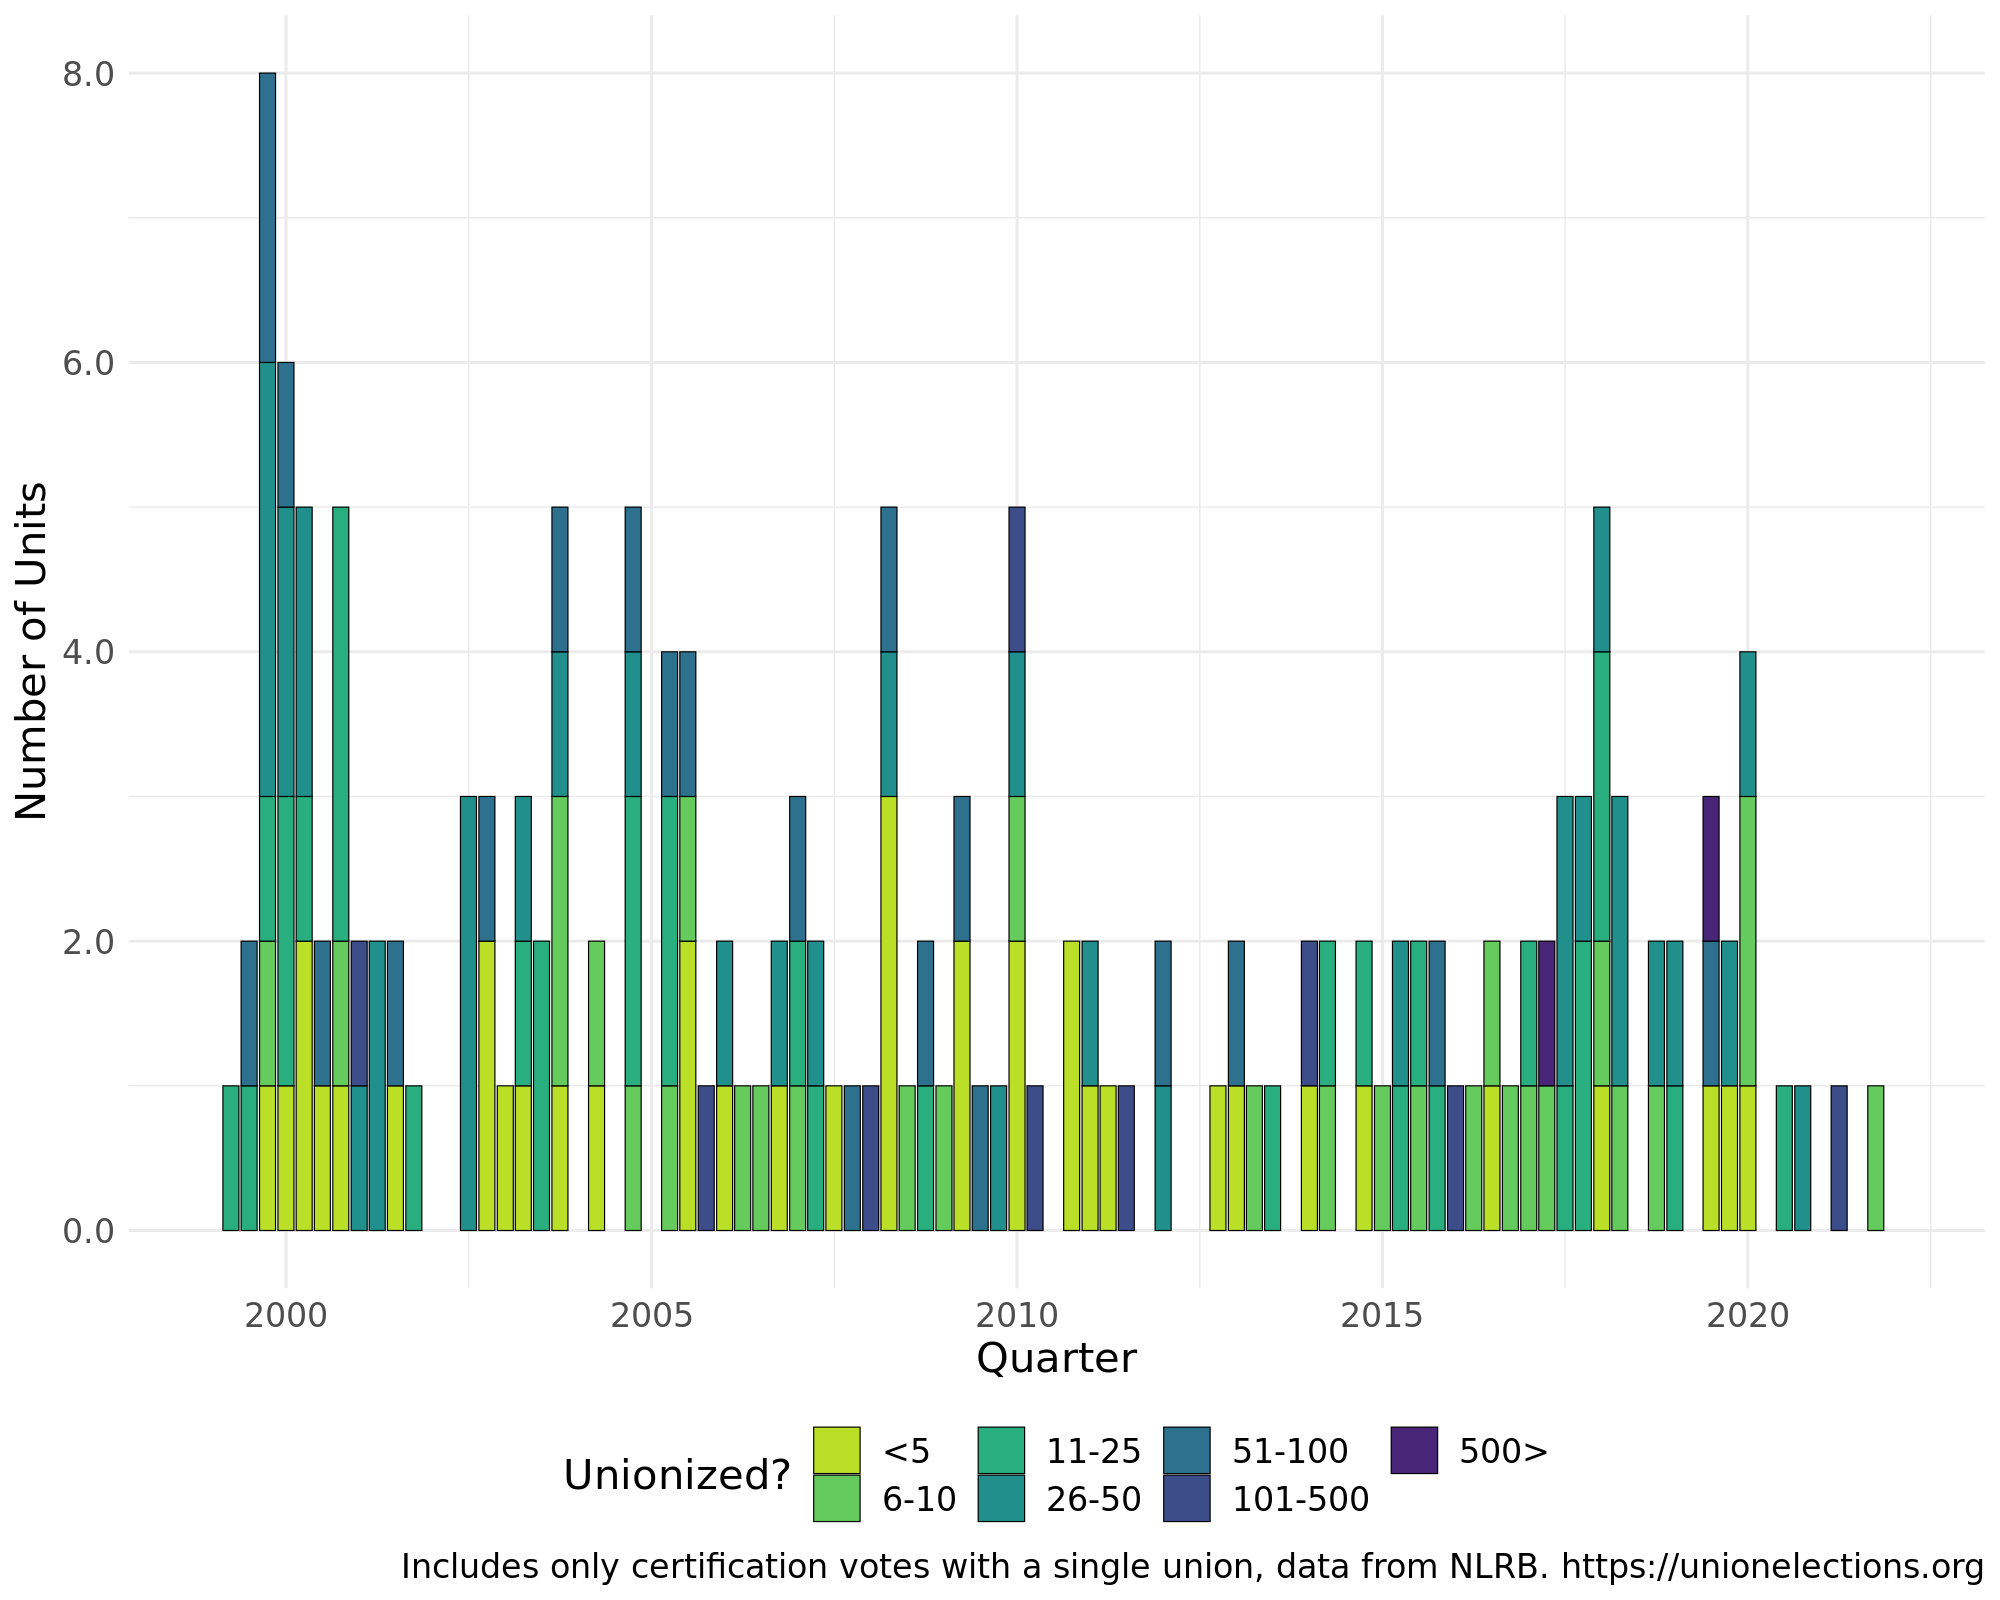 8.0
6.0
4.0
2.0
0.0
Number of Units
2000 2005 2010 2015 2020
Quarter
Unionized?
<5 11-25 51-100 500>
6-10 26-50 101-500
Includes only certification votes with a single union, data from NLRB. https://unionelections.org